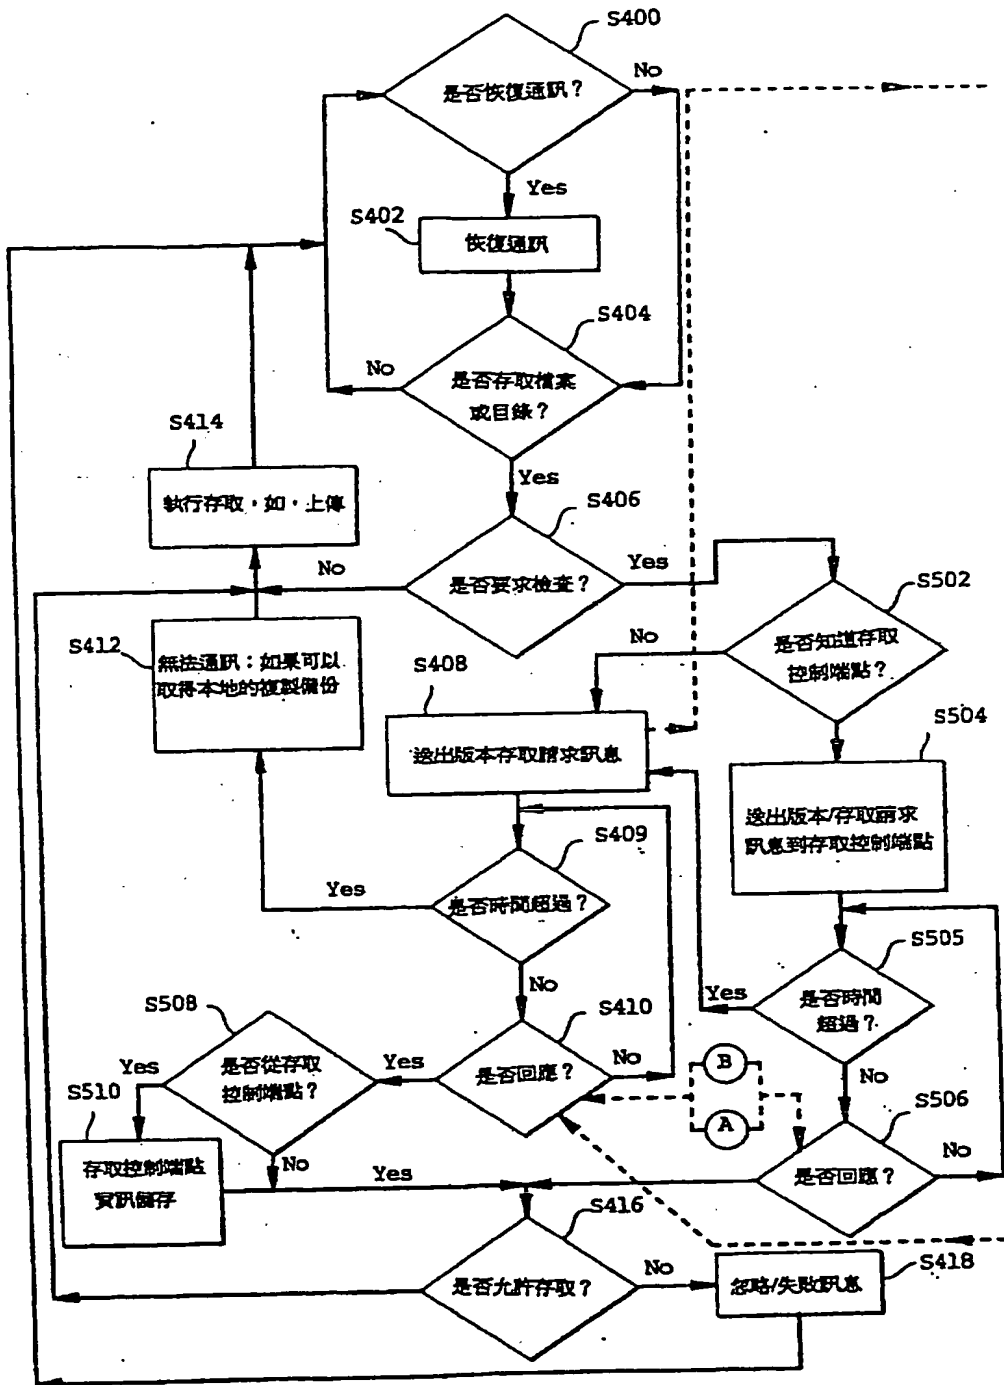 S400
是否恢復通訊？
No
Yes
S402
恢復通訊
S404
No
是否存取檔案
或目錄？
S414
Yes
執行存取，如，上傳
S406
No
是否要求檢查？
Yes
S502
S412
無法通訊：如果可以
取得本地的複製備份
No
是否知道存取
控制端點？
S408
S504
送出版本存取請求訊息
送出版本/存取請求
訊息到存取控制端點
S409
Yes
是否時間超過？
S505
No
Yes
是否時間
超過？
S508
S410
Yes
是否從存取
控制端點？
Yes
是否回應？
No
B
No
S510
S506
A
存取控制端點
資訊儲存
No
Yes
是否回應？
No
S416
S418
是否允許存取？
No
忽略/失敗訊息